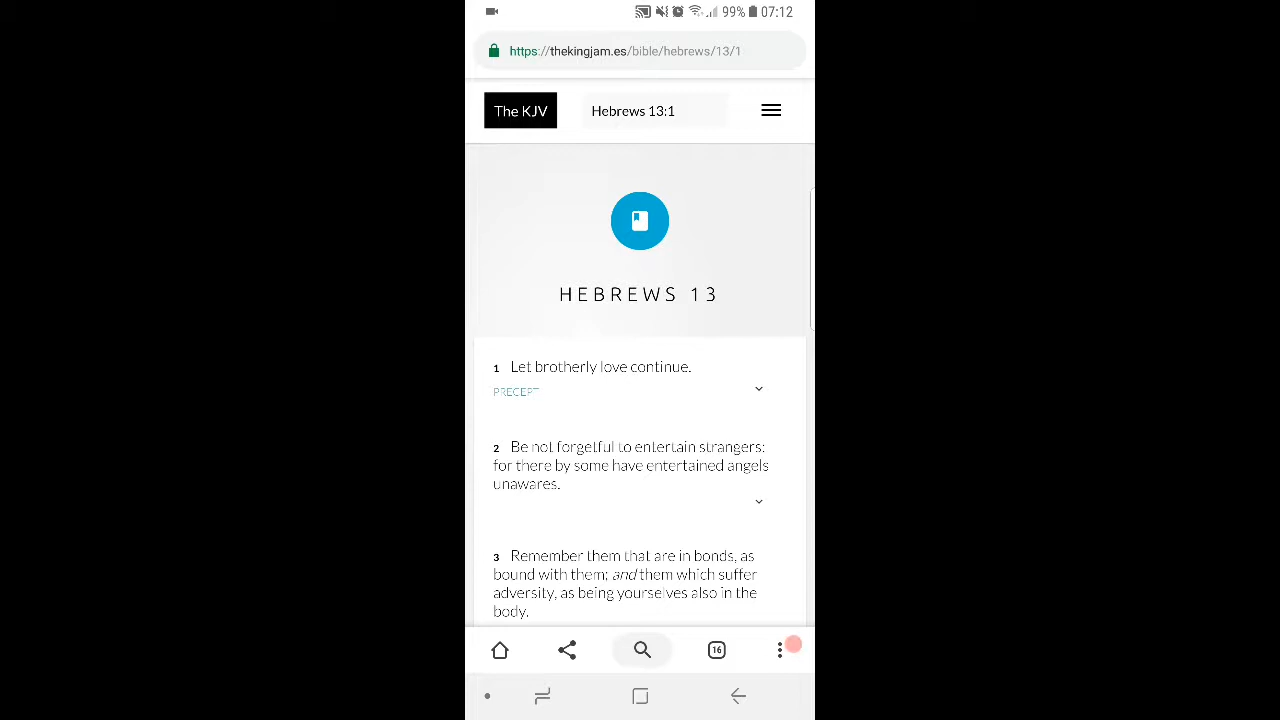 99% 07:12
https://thekingjam.es/bible/hebrews/13/1
The KJV Hebrews 13:1
HEBREWS 13
1 Let brotherly love continue.
PRECEPT
2 Be not forgetful to entertain strangers:
for there by some have entertained angels
unawares.
3 Remember them that are in bonds, as
bound with them; and them which suffer
adversity, as being yourselves also in the
body.
16